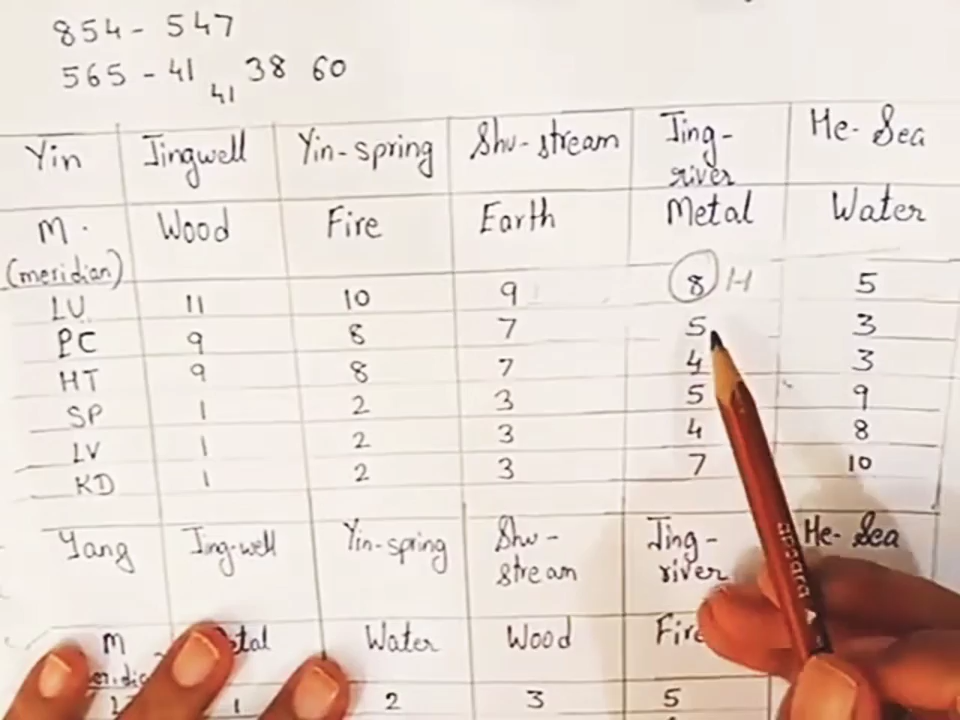 854 - 547
565 - 41 41 38 60
Yin Jingwell Yin-spring Shu-stream Jing-river He-Sea
M. (meridian) Wood Fire Earth Metal Water
LU 11 10 9 8 H 5
PC 9 8 7 5 3
HT 9 8 7 4 3
SP 1 2 3 5 9
LV 1 2 3 4 8
KD 1 2 3 7 10
Yang Jing-well Yin-spring Shu-stream Jing-river He-Sea
M Water Wood
1 2 3 5
apsara